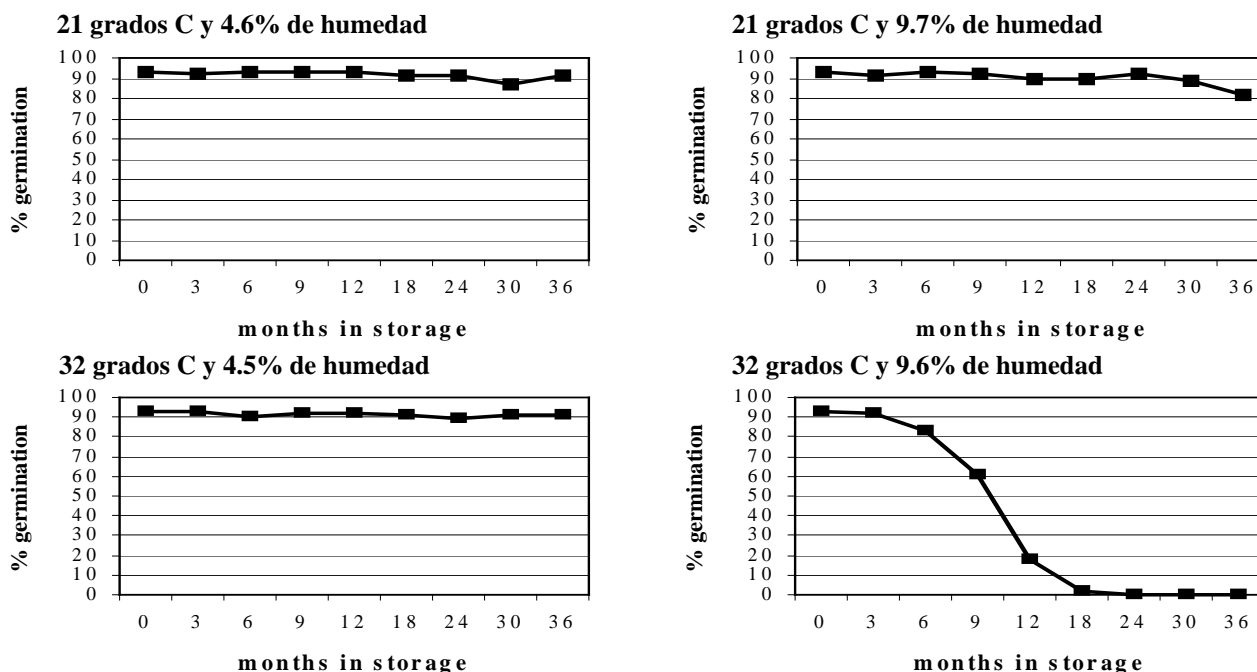 21 grados C y 4.6% de humedad
% germination
100
90
80
70
60
50
40
30
20
10
0
0 3 6 9 12 18 24 30 36
months in storage
21 grados C y 9.7% de humedad
% germination
100
90
80
70
60
50
40
30
20
10
0
0 3 6 9 12 18 24 30 36
months in storage
32 grados C y 4.5% de humedad
% germination
100
90
80
70
60
50
40
30
20
10
0
0 3 6 9 12 18 24 30 36
months in storage
32 grados C y 9.6% de humedad
% germination
100
90
80
70
60
50
40
30
20
10
0
0 3 6 9 12 18 24 30 36
months in storage